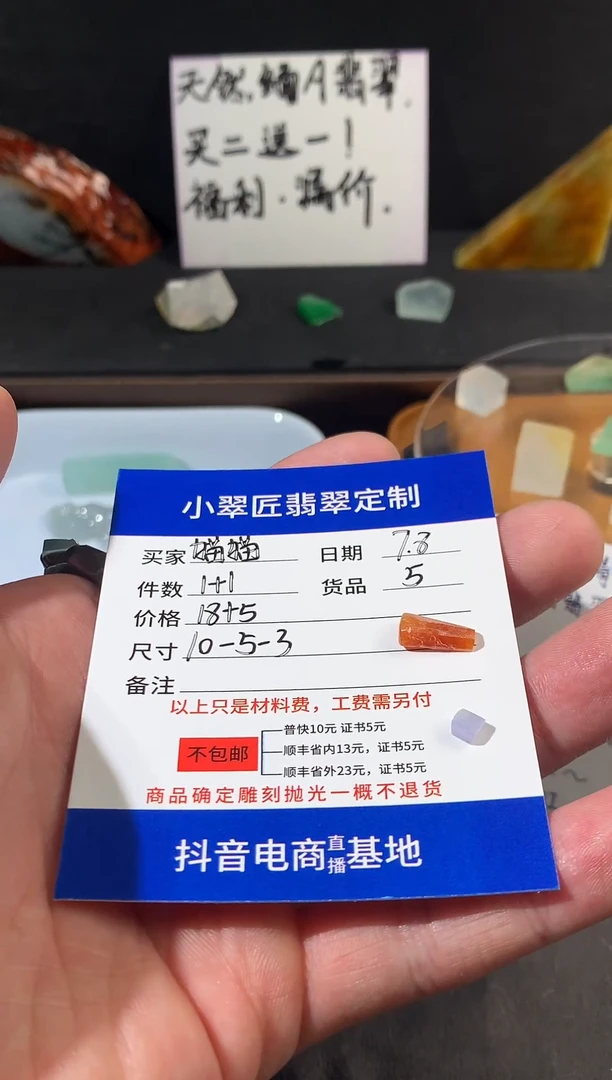 天然.缅A翡翠.
买二送一！
福利.漏价.
小翠匠翡翠定制
买家 猫猫 日期 7.8
件数 1+1 货品 5
价格 18+5
尺寸 10-5-3
备注
以上只是材料费，工费需另付
普快10元 证书5元
不包邮 顺丰省内13元，证书5元
顺丰省外23元，证书5元
商品确定雕刻抛光一概不退货
抖音电商直播基地